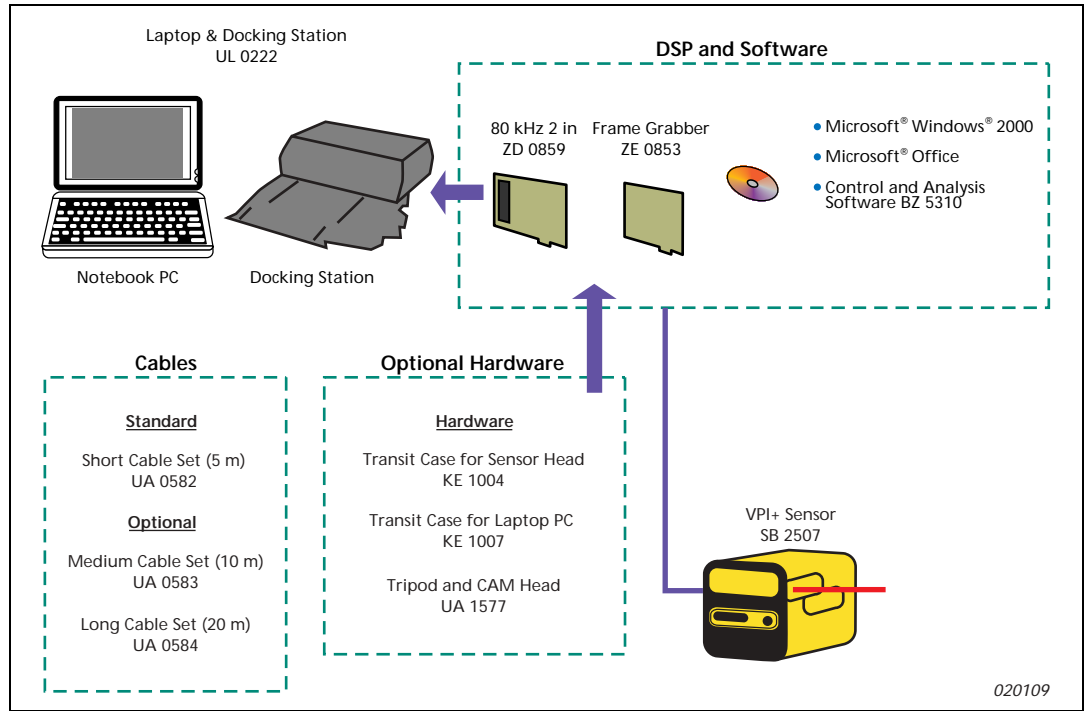 Laptop & Docking Station
UL 0222
DSP and Software
80 kHz 2 in
ZD 0859
Frame Grabber
ZE 0853
• Microsoft® Windows® 2000
• Microsoft® Office
• Control and Analysis
Software BZ 5310
Notebook PC
Docking Station
Cables
Standard
Short Cable Set (5 m)
UA 0582
Optional
Medium Cable Set (10 m)
UA 0583
Long Cable Set (20 m)
UA 0584
Optional Hardware
Hardware
Transit Case for Sensor Head
KE 1004
Transit Case for Laptop PC
KE 1007
Tripod and CAM Head
UA 1577
VPI+ Sensor
SB 2507
020109